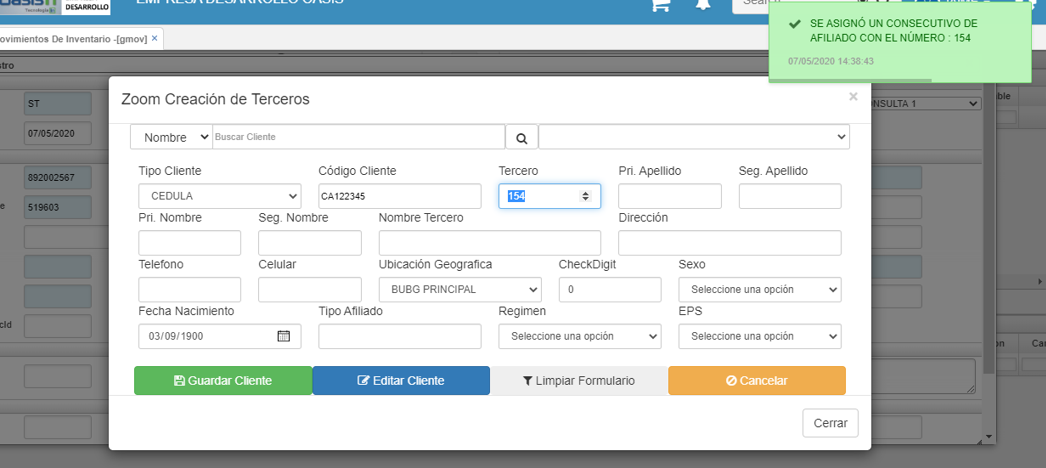 Tecnología
DESARROLLO
EMPRESA DESARROLLO OASIS
ovimientos De Inventario -[gmov] ×
SE ASIGNÓ UN CONSECUTIVO DE
AFILIADO CON EL NÚMERO : 154
07/05/2020 14:38:43
stro
ble
ST
ONSULTA 1
07/05/2020
892002567
519603
e
cId
on
Ca
Zoom Creación de Terceros
×
Nombre
Buscar Cliente
Tipo Cliente
Código Cliente
Tercero
Pri. Apellido
Seg. Apellido
CEDULA
CA122345
154
Pri. Nombre
Seg. Nombre
Nombre Tercero
Dirección
Telefono
Celular
Ubicación Geografica
CheckDigit
Sexo
BUBG PRINCIPAL
0
Seleccione una opción
Fecha Nacimiento
Tipo Afiliado
Regimen
EPS
03/09/1900
Seleccione una opción
Seleccione una opción
Guardar Cliente
Editar Cliente
Limpiar Formulario
Cancelar
Cerrar